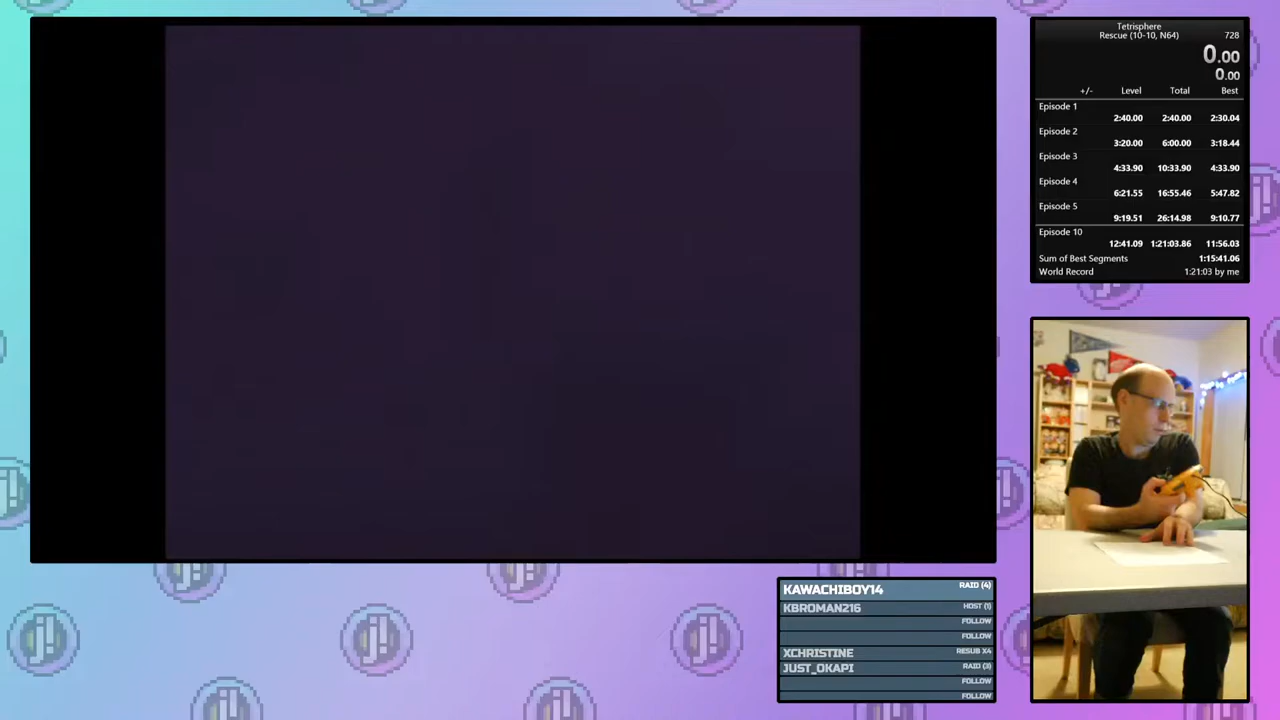 Tetrisphere
Rescue (10-10, N64) 728
0.00
0.00
+/- Level Total Best
Episode 1
2:40.00 2:40.00 2:30.04
Episode 2
3:20.00 6:00.00 3:18.44
Episode 3
4:33.90 10:33.90 4:33.90
Episode 4
6:21.55 16:55.46 5:47.82
Episode 5
9:19.51 26:14.98 9:10.77
Episode 10
12:41.09 1:21:03.86 11:56.03
Sum of Best Segments 1:15:41.06
World Record 1:21:03 by me
KAWACHIBOY14 RAID (4)
KBROMAN216 HOST (1)
FOLLOW
FOLLOW
XCHRISTINE RESUB X4
JUST_OKAPI RAID (3)
FOLLOW
FOLLOW